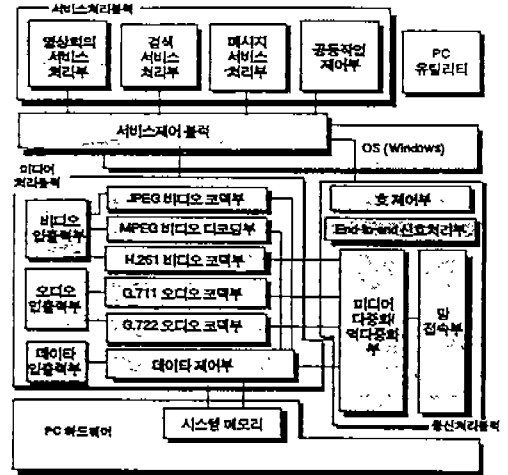 서비스처리블럭
영상회의
서비스
처리부
검색
서비스
처리부
메시지
서비스
처리부
공동작업
제어부
PC
유틸리티
서비스제어 블럭
OS (Windows)
미디어
처리블럭
JPEG 비디오 코덱부
MPEG 비디오 디코딩부
H.261 비디오 코덱부
G.711 오디오 코덱부
G.722 오디오 코덱부
데이타 제어부
비디오
입출력부
오디오
입출력부
데이타
입출력부
호 제어부
End-to-end 신호처리부
미디어
다중화/
역다중화
부
망
접속부
통신처리블럭
PC 하드웨어
시스템 메모리